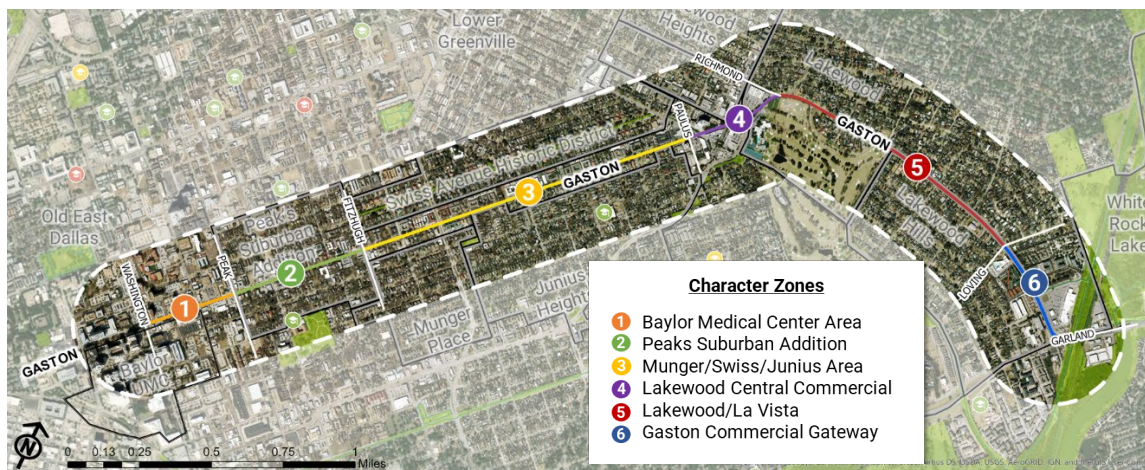 Lower
Greenville
Lakewood
Heights
RICHMOND
Lakewood
PAULUS
4
GASTON
5
Swiss Avenue Historic District
GASTON
3
Old East
Dallas
Peaks
Suburban
Addition
FITZHUGH
2
Lakewood
Hills
White
Rock
Lake
WASHINGTON
PEAK
1
LOVING
6
GARLAND
Junius
Heights
Munger
Place
GASTON
Baylor
UMC
Character Zones
1 Baylor Medical Center Area
2 Peaks Suburban Addition
3 Munger/Swiss/Junius Area
4 Lakewood Central Commercial
5 Lakewood/La Vista
6 Gaston Commercial Gateway
N
0 0.13 0.25 0.5 0.75 1
Miles